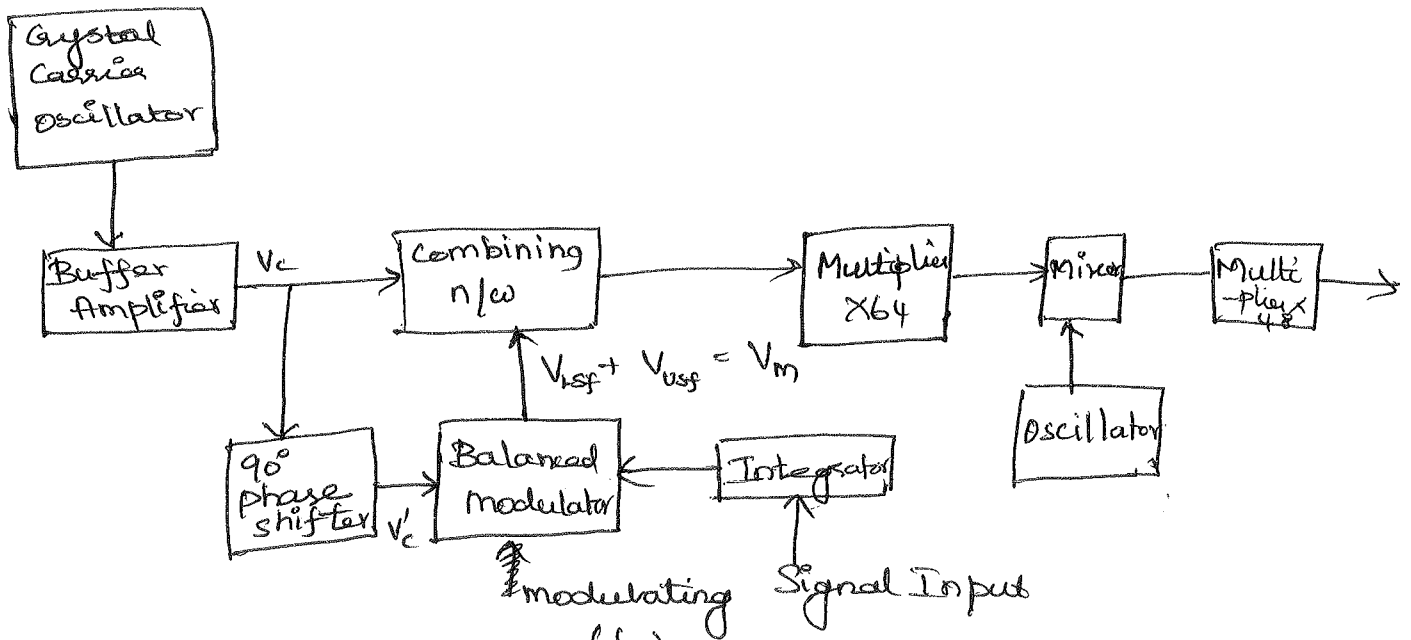 Crystal
Carrier
Oscillator
Buffer
Amplifier
Vc
Combining
n/w
Multiplier
×64
Mixer
Multi
-plier×
48
VLSf + VUSf = Vm
Oscillator
90°
phase
shifter
V'c
Balanced
Modulator
Integrator
modulating
Signal Input